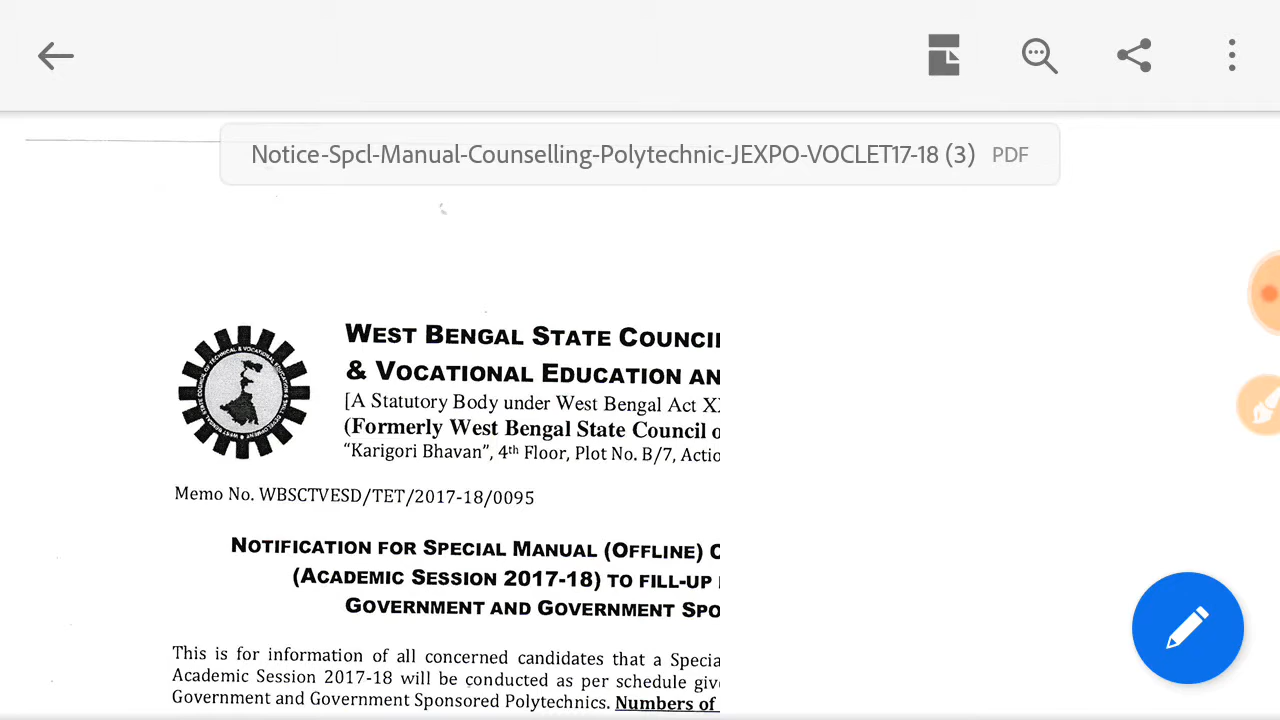 Notice-Spcl-Manual-Counselling-Polytechnic-JEXPO-VOCLET17-18 (3) PDF
WEST BENGAL STATE COUNCIL
& VOCATIONAL EDUCATION AN
[A Statutory Body under West Bengal Act X
(Formerly West Bengal State Council o
“Karigori Bhavan”, 4th Floor, Plot No. B/7, Actio
Memo No. WBSCTVESD/TET/2017-18/0095
NOTIFICATION FOR SPECIAL MANUAL (OFFLINE) C
(ACADEMIC SESSION 2017-18) TO FILL-UP
GOVERNMENT AND GOVERNMENT SPO
This is for information of all concerned candidates that a Specia
Academic Session 2017-18 will be conducted as per schedule giv
Government and Government Sponsored Polytechnics. Numbers of